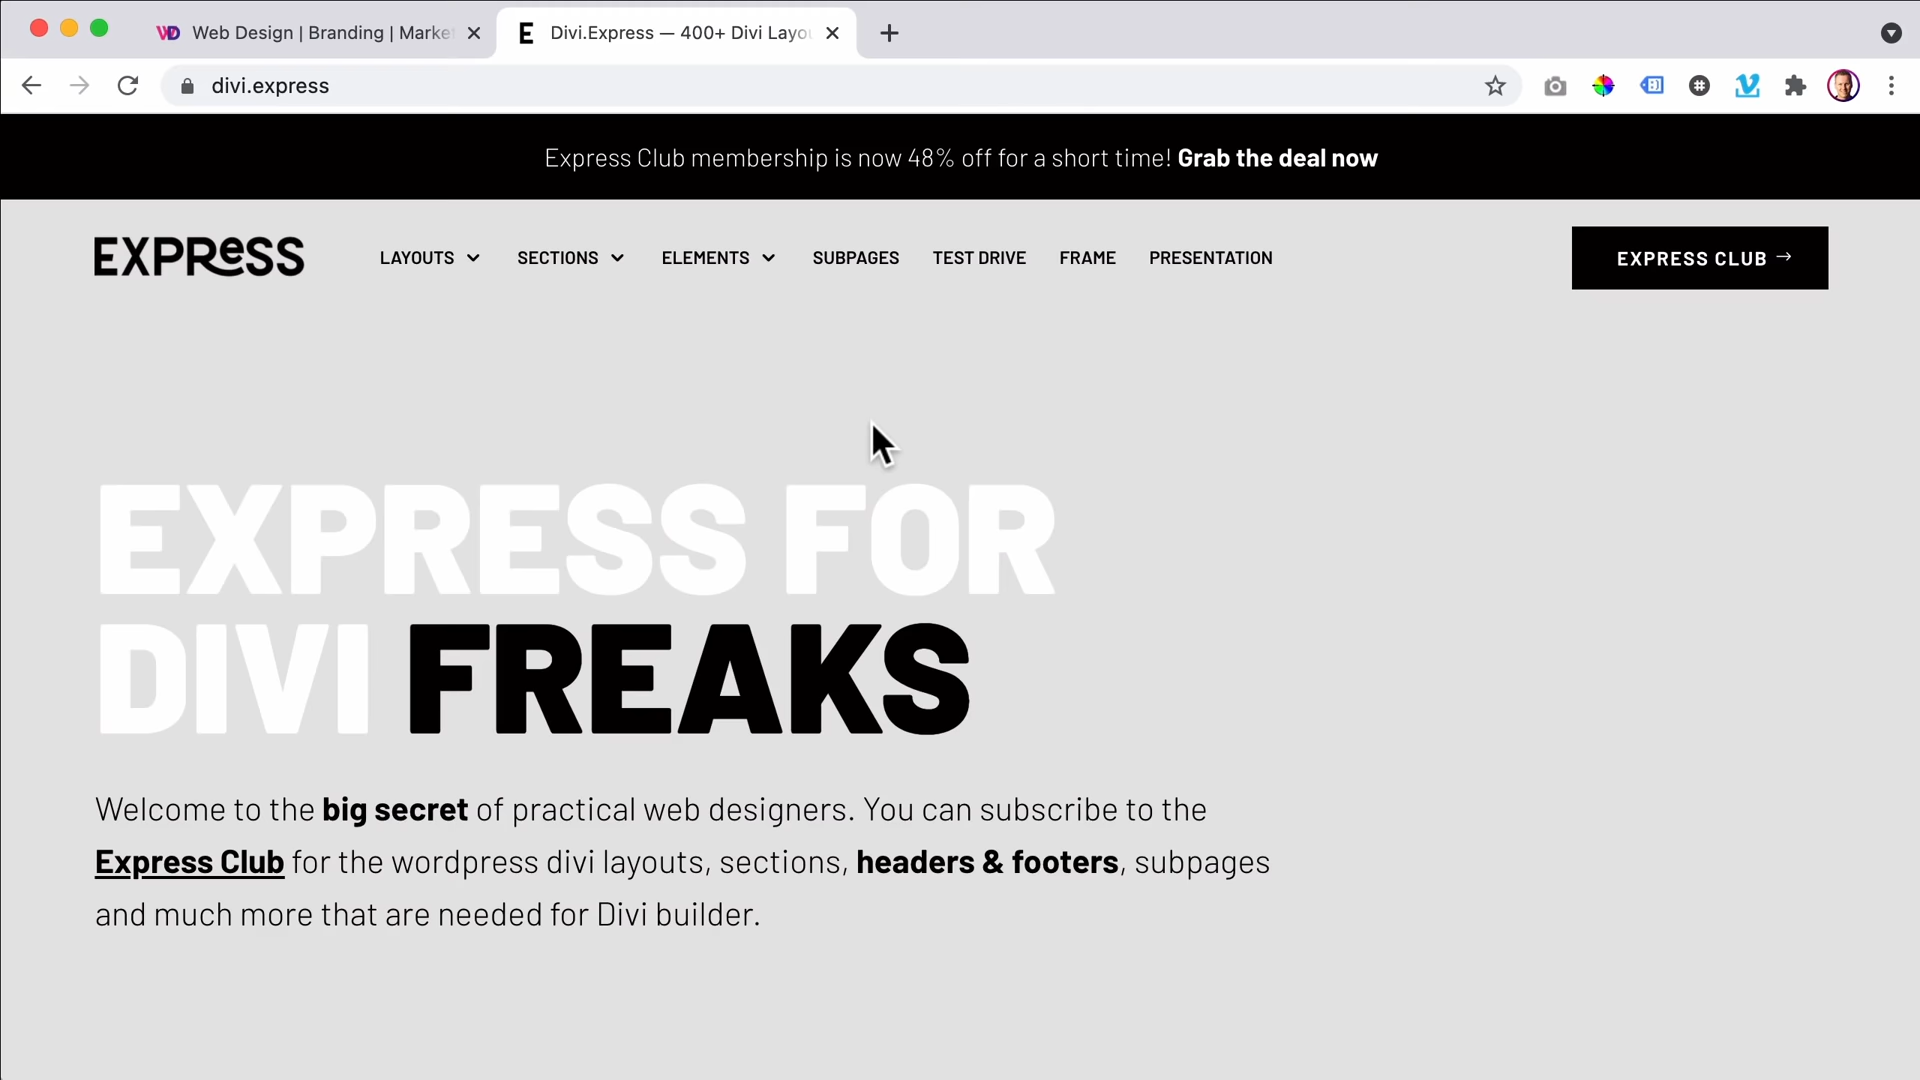 Web Design | Branding | Marke
Divi.Express — 400+ Divi Layou
divi.express
Express Club membership is now 48% off for a short time! Grab the deal now
EXPRESS
LAYOUTS SECTIONS ELEMENTS SUBPAGES TEST DRIVE FRAME PRESENTATION
EXPRESS CLUB →
EXPRESS FOR
DIVI FREAKS
Welcome to the big secret of practical web designers. You can subscribe to the
Express Club for the wordpress divi layouts, sections, headers & footers, subpages
and much more that are needed for Divi builder.